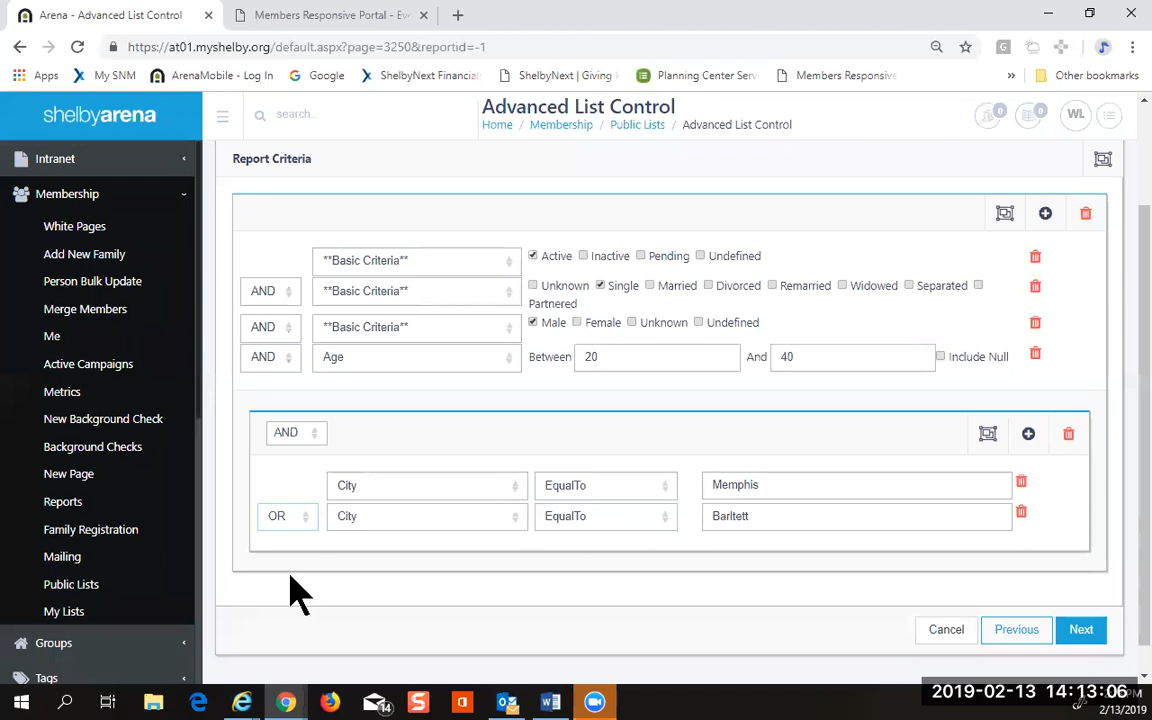 Arena - Advanced List Control
Members Responsive Portal - Ev
https://at01.myshelby.org/default.aspx?page=3250&reportid=-1
Apps
My SNM
ArenaMobile - Log In
Google
ShelbyNext Financial
ShelbyNext | Giving
Planning Center Serv
Members Responsive
»
Other bookmarks
shelbyarena
search...
Advanced List Control
Home / Membership / Public Lists / Advanced List Control
0
0
WL
Intranet
Membership
White Pages
Add New Family
Person Bulk Update
Merge Members
Me
Active Campaigns
Metrics
New Background Check
Background Checks
New Page
Reports
Family Registration
Mailing
Public Lists
My Lists
Groups
Tags
Report Criteria
**Basic Criteria** Active Inactive Pending Undefined
AND **Basic Criteria** Unknown Single Married Divorced Remarried Widowed Separated
Partnered
AND **Basic Criteria** Male Female Unknown Undefined
AND Age Between 20 And 40 Include Null
AND
City EqualTo Memphis
OR City EqualTo Barltett
Cancel Previous Next
14
2019-02-13 14:13:06
PM
2/13/2019